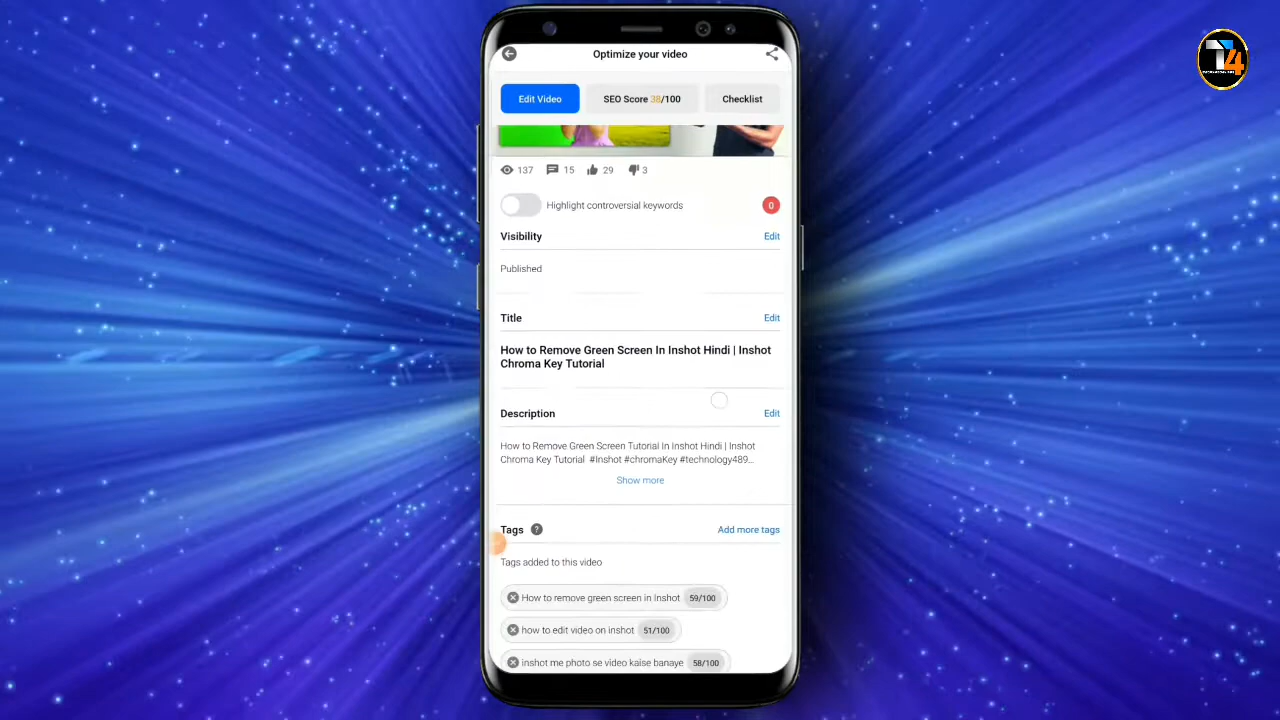 T4
Optimize your video
Edit Video
SEO Score 38/100
Checklist
137
15
29
3
Highlight controversial keywords
0
Visibility
Edit
Published
Title
Edit
How to Remove Green Screen In Inshot Hindi | Inshot
Chroma Key Tutorial
Description
Edit
How to Remove Green Screen Tutorial In Inshot Hindi | Inshot
Chroma Key Tutorial #Inshot #chromaKey #technology489...
Show more
Tags ?
Add more tags
Tags added to this video
How to remove green screen in Inshot 59/100
how to edit video on inshot 51/100
inshot me photo se video kaise banaye 58/100